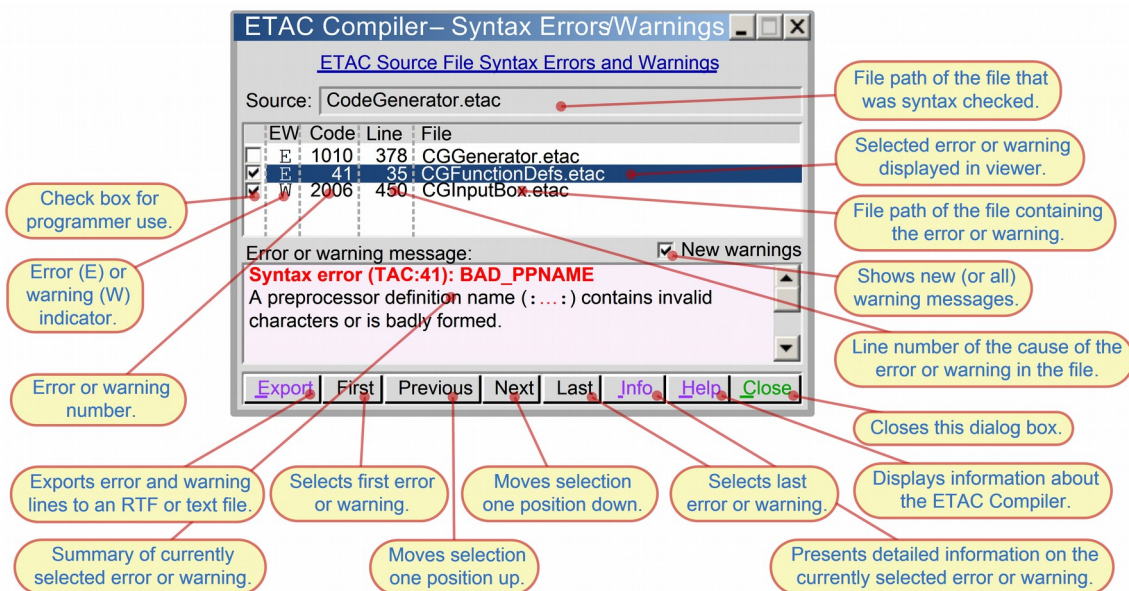 ETAC Compiler– Syntax Errors/Warnings
ETAC Source File Syntax Errors and Warnings
Source: CodeGenerator.etac
EW Code Line File
E 1010 378 CGGenerator.etac
E 41 35 CGFunctionDefs.etac
W 2006 450 CGInputBox.etac
Error or warning message:
New warnings
Syntax error (TAC:41): BAD_PPNAME
A preprocessor definition name (:...:) contains invalid
characters or is badly formed.
Export First Previous Next Last Info Help Close
File path of the file that
was syntax checked.
Selected error or warning
displayed in viewer.
File path of the file containing
the error or warning.
Shows new (or all)
warning messages.
Line number of the cause of the
error or warning in the file.
Closes this dialog box.
Displays information about
the ETAC Compiler.
Presents detailed information on the
currently selected error or warning.
Check box for
programmer use.
Error (E) or
warning (W)
indicator.
Error or warning
number.
Exports error and warning
lines to an RTF or text file.
Summary of currently
selected error or warning.
Selects first error
or warning.
Moves selection
one position up.
Moves selection
one position down.
Selects last
error or warning.